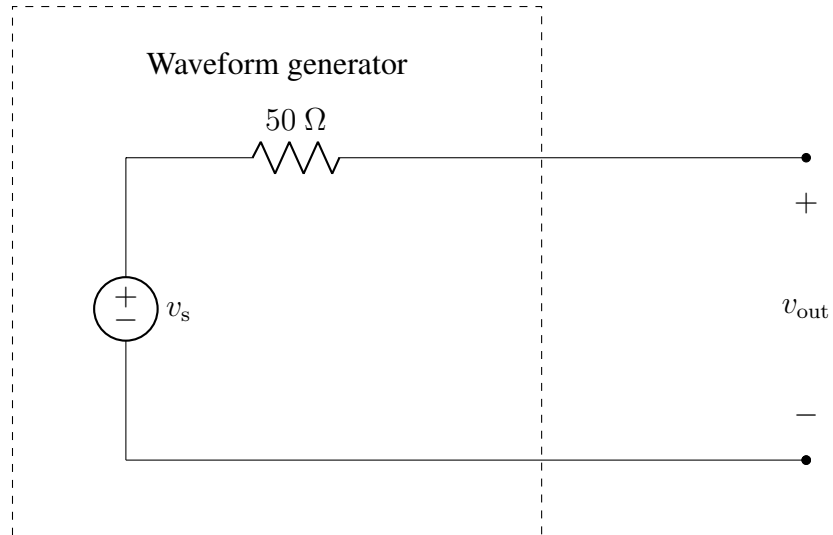 Waveform generator
50 Ω
+
+
−
v_s
v_out
−